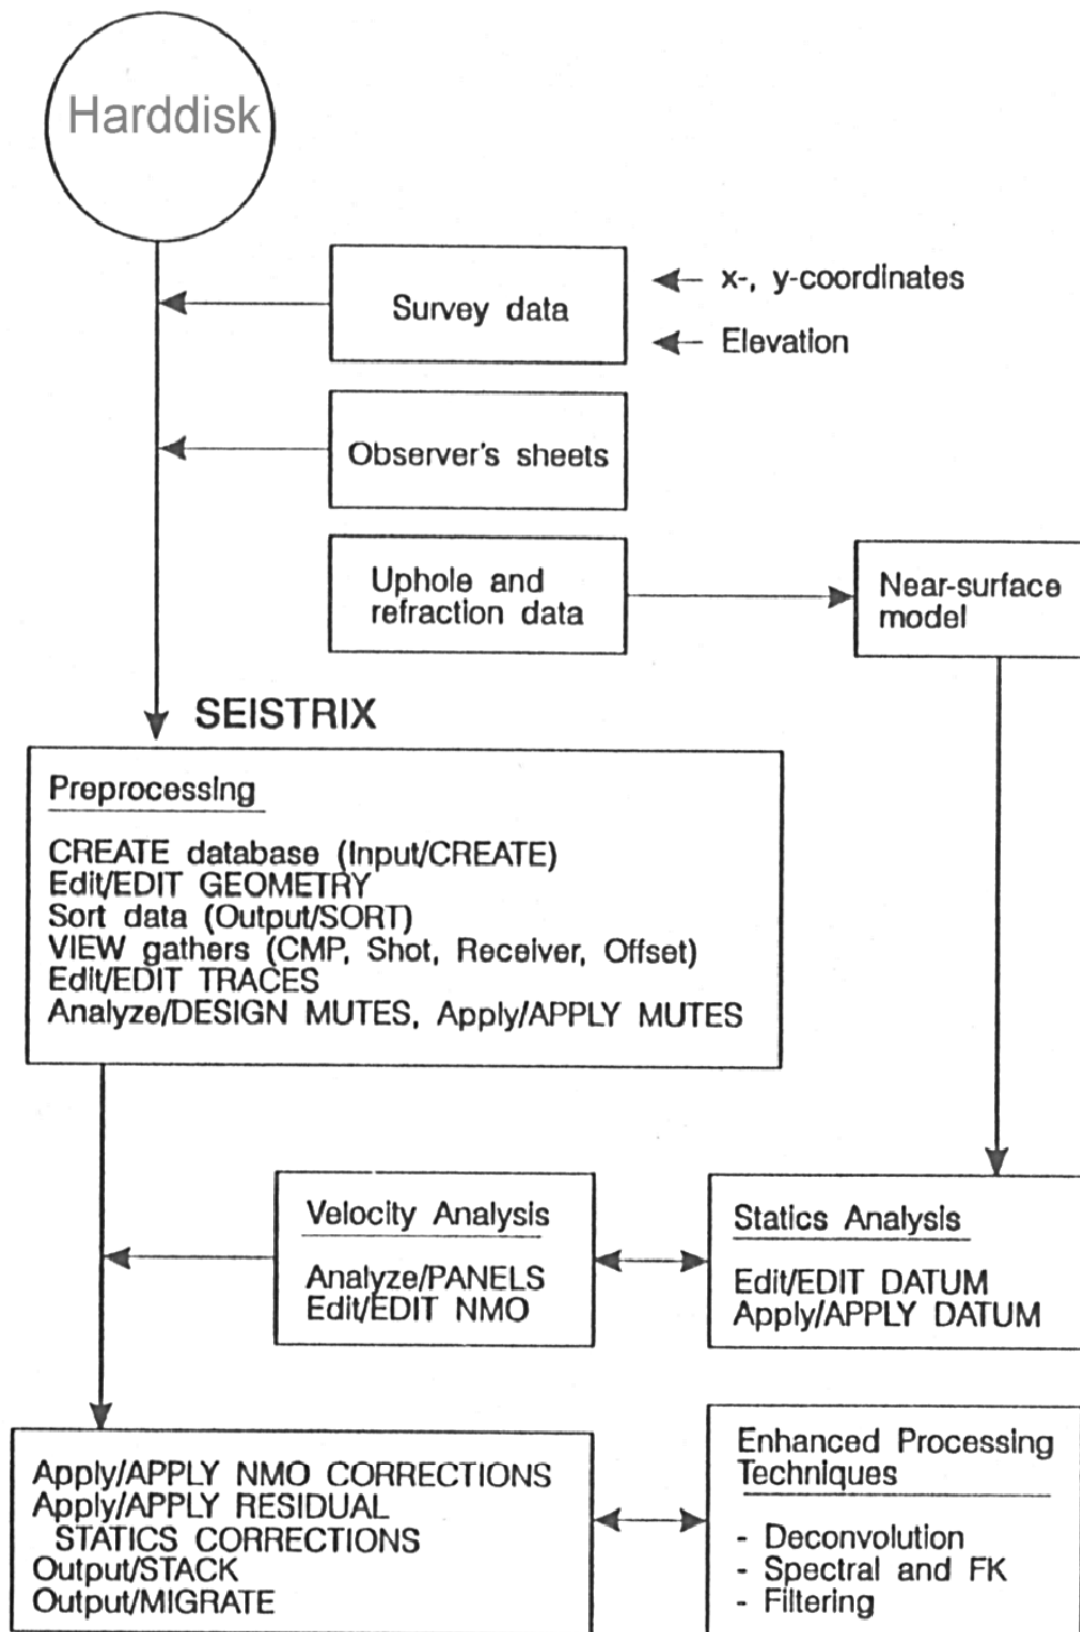 Harddisk
Survey data
x-, y-coordinates
Elevation
Observer's sheets
Uphole and
refraction data
Near-surface
model
SEISTRIX
Preprocessing
CREATE database (Input/CREATE)
Edit/EDIT GEOMETRY
Sort data (Output/SORT)
VIEW gathers (CMP, Shot, Receiver, Offset)
Edit/EDIT TRACES
Analyze/DESIGN MUTES, Apply/APPLY MUTES
Velocity Analysis
Analyze/PANELS
Edit/EDIT NMO
Statics Analysis
Edit/EDIT DATUM
Apply/APPLY DATUM
Apply/APPLY NMO CORRECTIONS
Apply/APPLY RESIDUAL
STATICS CORRECTIONS
Output/STACK
Output/MIGRATE
Enhanced Processing
Techniques
- Deconvolution
- Spectral and FK
- Filtering